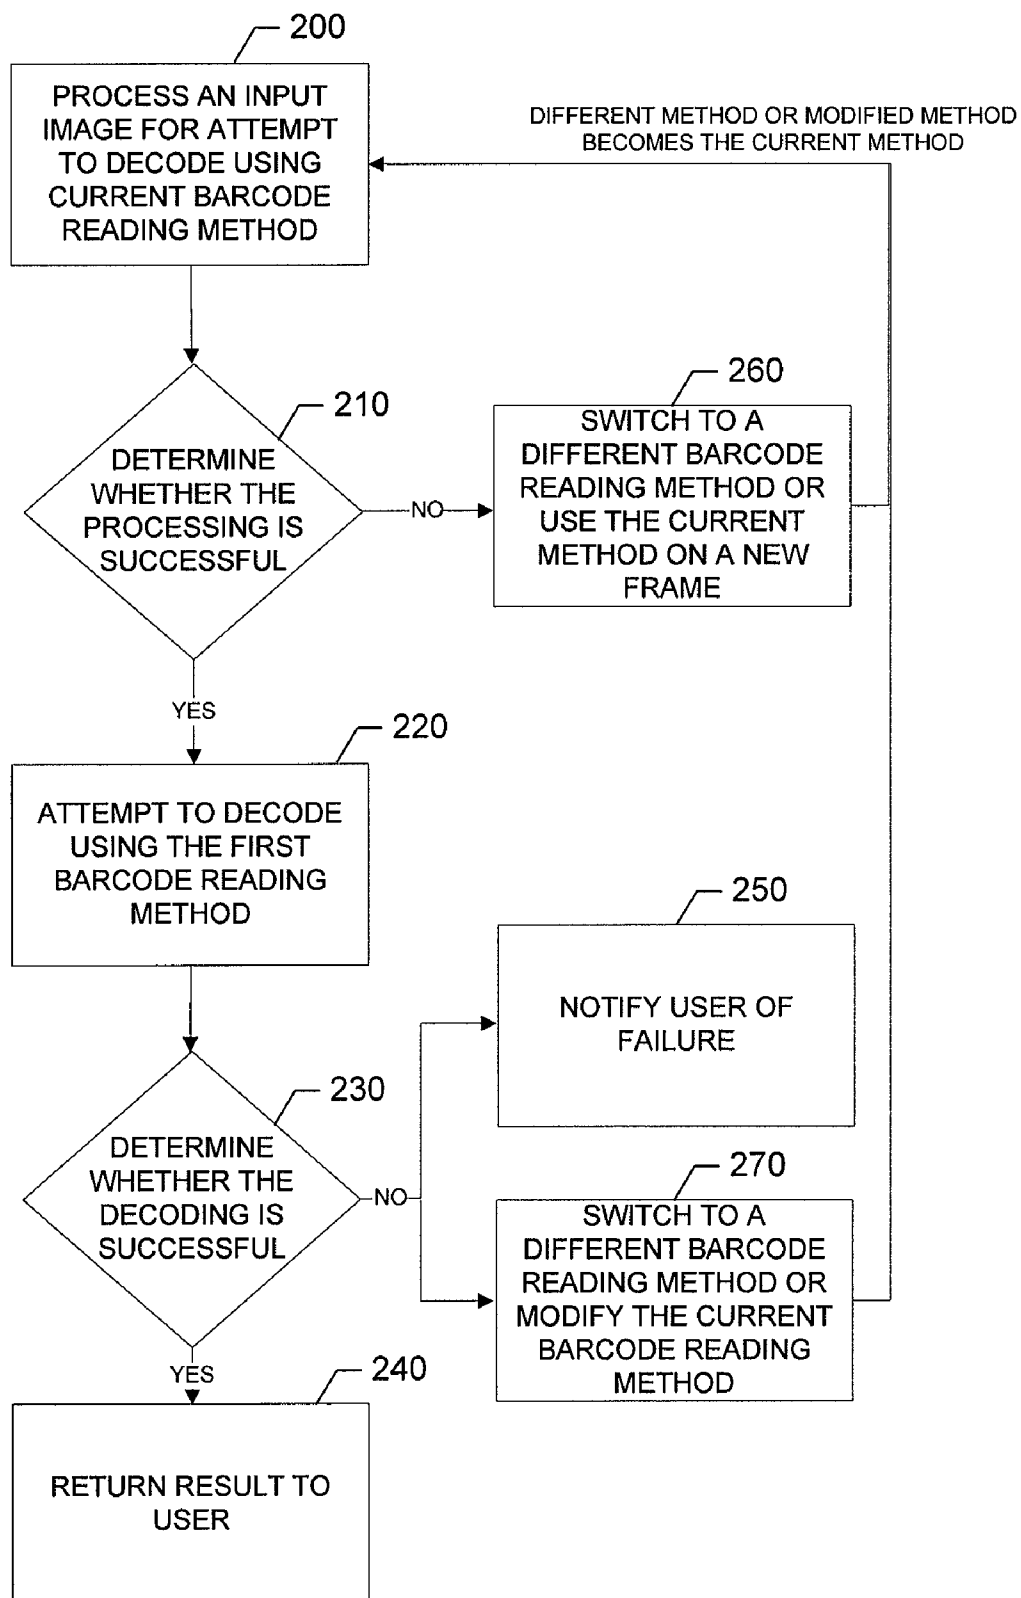 200
PROCESS AN INPUT
IMAGE FOR ATTEMPT
TO DECODE USING
CURRENT BARCODE
READING METHOD
DIFFERENT METHOD OR MODIFIED METHOD
BECOMES THE CURRENT METHOD
210
DETERMINE
WHETHER THE
PROCESSING IS
SUCCESSFUL
NO
260
SWITCH TO A
DIFFERENT BARCODE
READING METHOD OR
USE THE CURRENT
METHOD ON A NEW
FRAME
YES
220
ATTEMPT TO DECODE
USING THE FIRST
BARCODE READING
METHOD
250
NOTIFY USER OF
FAILURE
230
DETERMINE
WHETHER THE
DECODING IS
SUCCESSFUL
NO
270
SWITCH TO A
DIFFERENT BARCODE
READING METHOD OR
MODIFY THE CURRENT
BARCODE READING
METHOD
YES
240
RETURN RESULT TO
USER